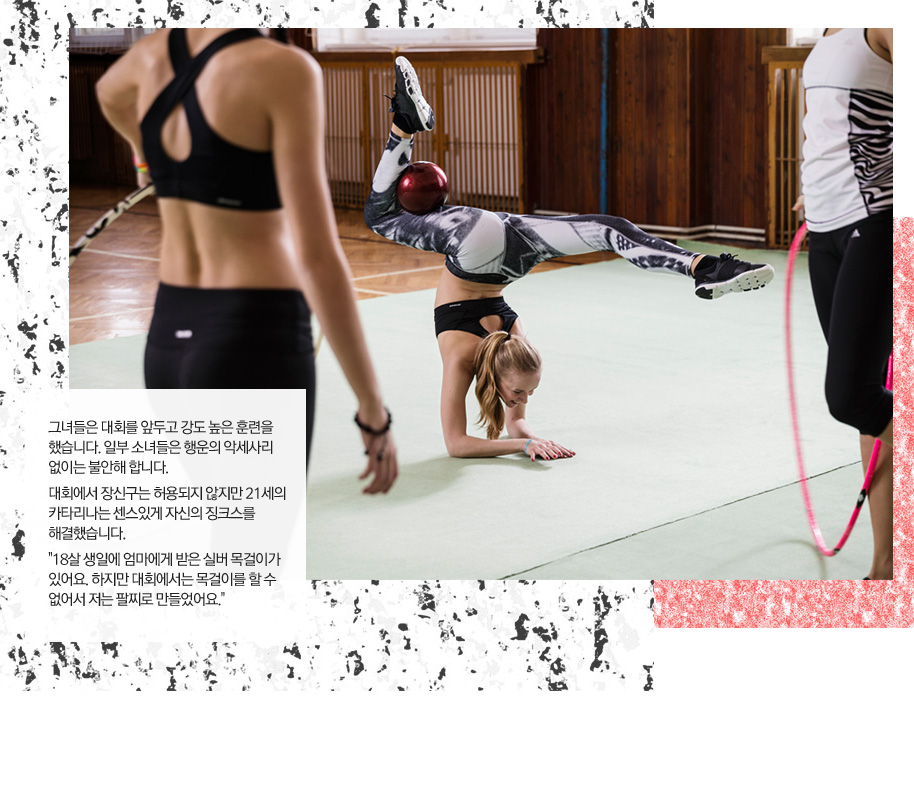 그녀들은 대회를 앞두고 강도 높은 훈련을
했습니다. 일부 소녀들은 행운의 악세사리
없이는 불안해 합니다.
대회에서 장신구는 허용되지 않지만 21세의
카타리나는 센스있게 자신의 징크스를
해결했습니다.
"18살 생일에 엄마에게 받은 실버 목걸이가
있어요. 하지만 대회에서는 목걸이를 할 수
없어서 저는 팔찌로 만들었어요."